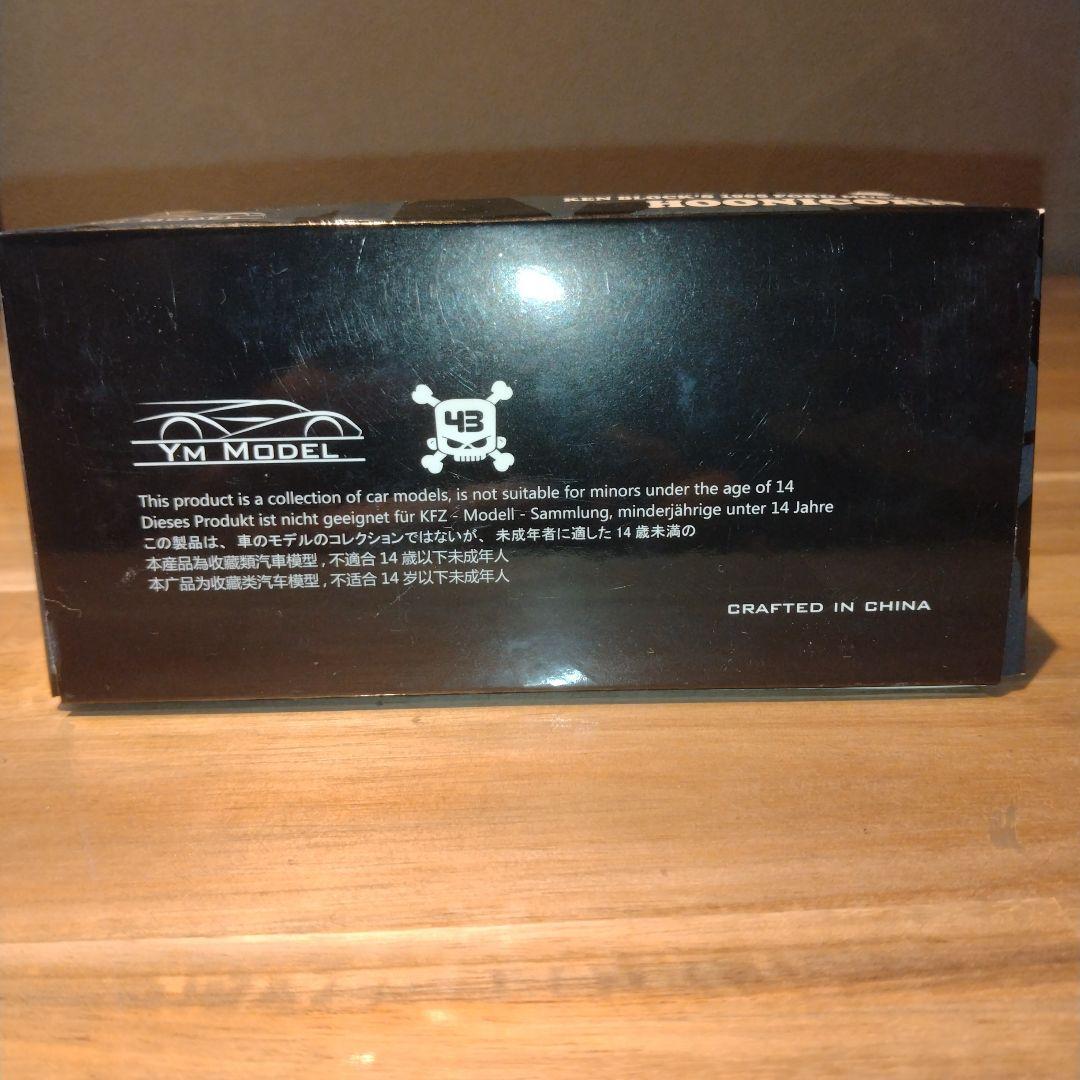 HOONIGAN
YM MODEL
43
This product is a collection of car models, is not suitable for minors under the age of 14
Dieses Produkt ist nicht geeignet für KFZ - Modell - Sammlung, minderjährige unter 14 Jahre
この製品は、車のモデルのコレクションではないが、未成年者に適した 14 歳未満の
本產品為收藏類汽車模型 , 不適合 14 歲以下未成年人
本产品为收藏类汽车模型 , 不适合 14 岁以下未成年人
CRAFTED IN CHINA